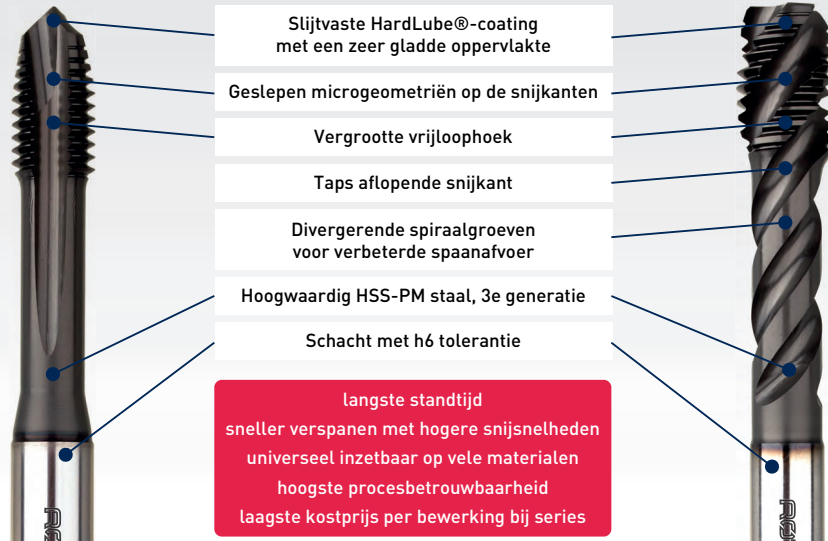 Slijtvaste HardLube®-coating
met een zeer gladde oppervlakte
Geslepen microgeometriën op de snijkanten
Vergrootte vrijloophoek
Taps aflopende snijkant
Divergerende spiraalgroeven
voor verbeterde spaanafvoer
Hoogwaardig HSS-PM staal, 3e generatie
Schacht met h6 tolerantie
langste standtijd
sneller verspanen met hogere snijsnelheden
universeel inzetbaar op vele materialen
hoogste procesbetrouwbaarheid
laagste kostprijs per bewerking bij series